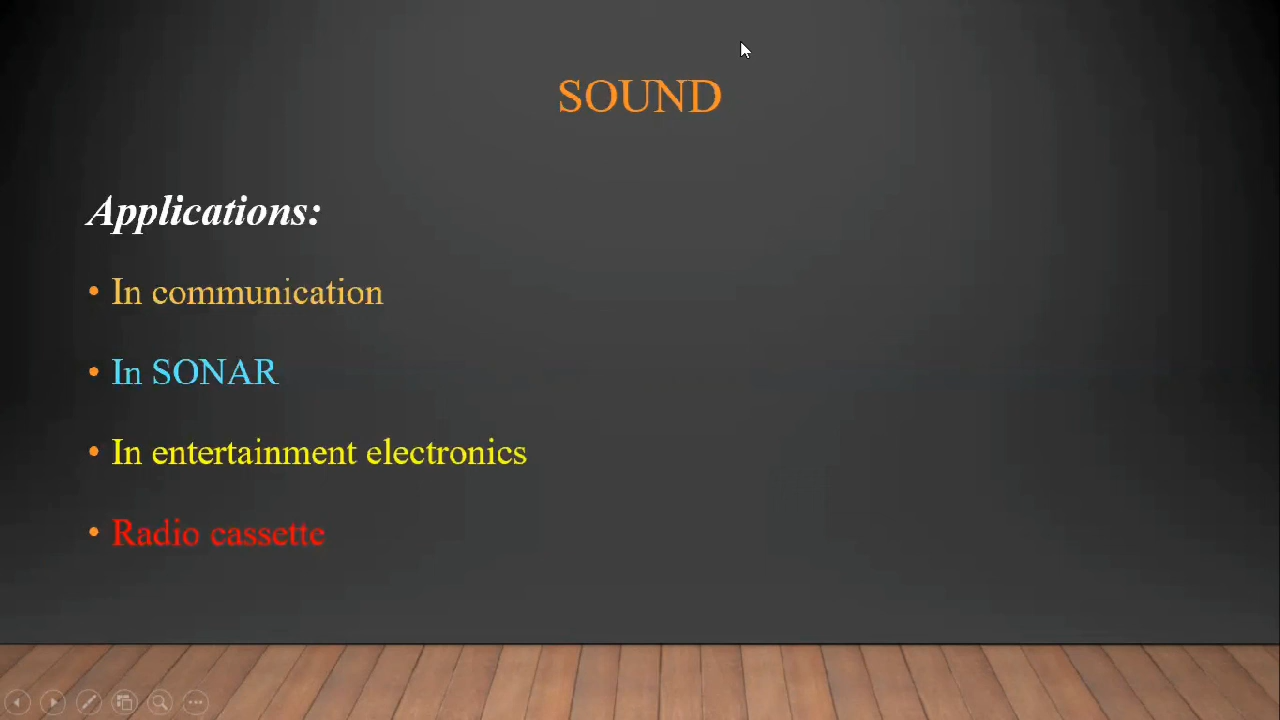 SOUND
Applications:
• In communication
• In SONAR
• In entertainment electronics
• Radio cassette